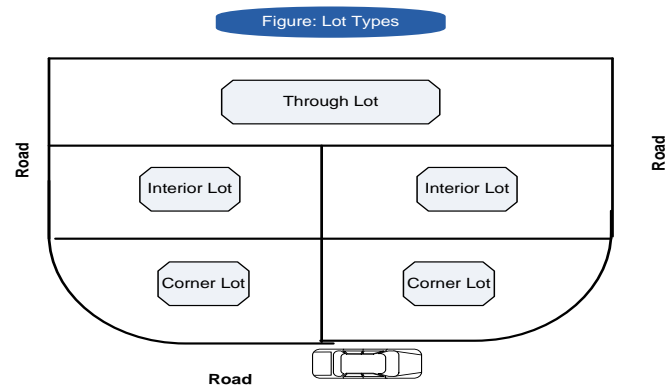 Figure: Lot Types
Through Lot
Road
Road
Interior Lot
Interior Lot
Corner Lot
Corner Lot
Road